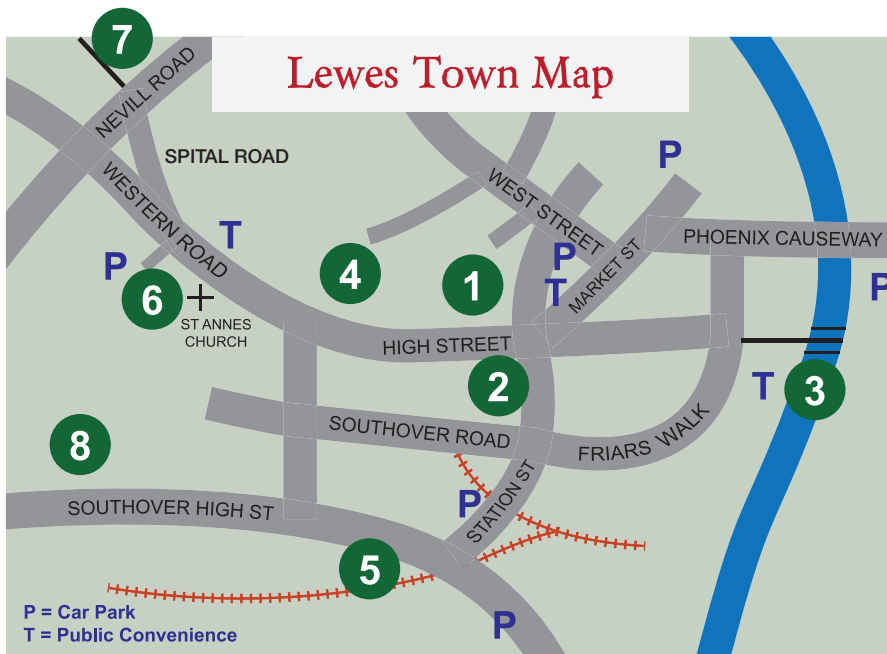 7
Lewes Town Map
NEVILL ROAD
SPITAL ROAD
P
WESTERN ROAD
WEST STREET
T
PHOENIX CAUSEWAY
P
P
MARKET ST
4
1
T
P
6
ST ANNES
CHURCH
HIGH STREET
2
T
3
SOUTHOVER ROAD
FRIARS WALK
8
P
STATION ST
SOUTHOVER HIGH ST
5
P = Car Park
T = Public Convenience
P